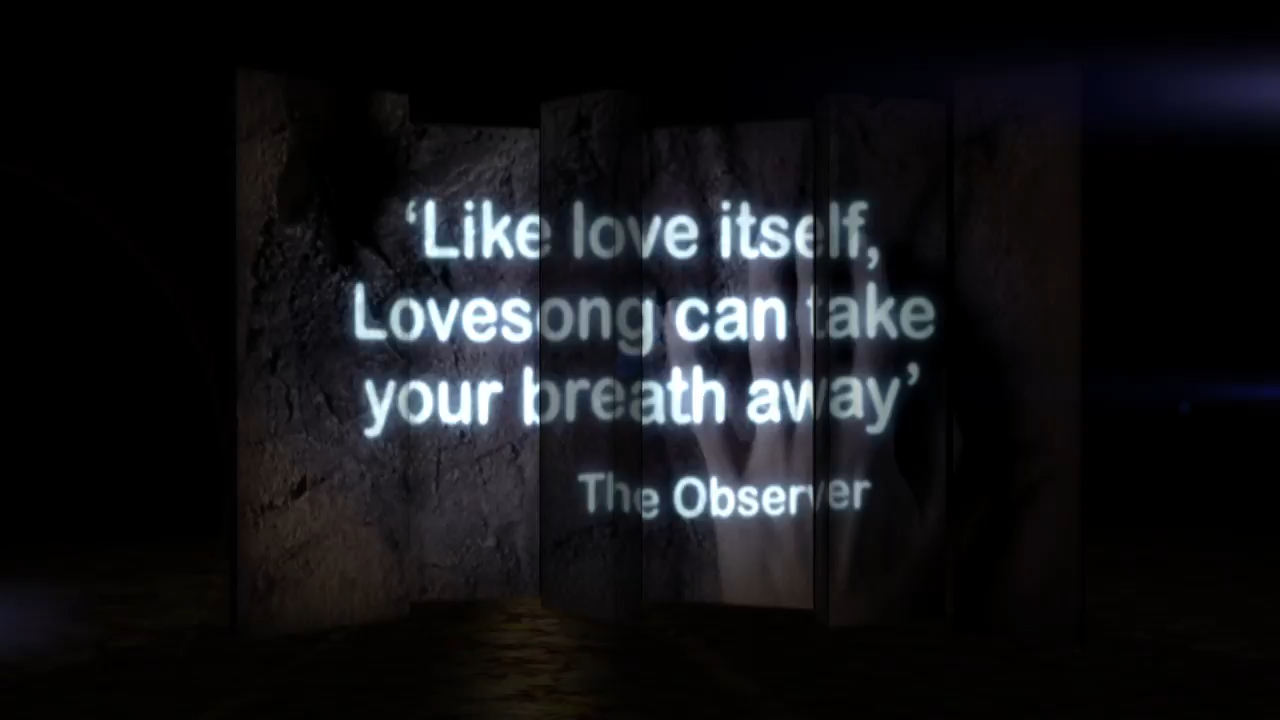 ‘Like love itself,
Lovesong can take
your breath away’
The Observer